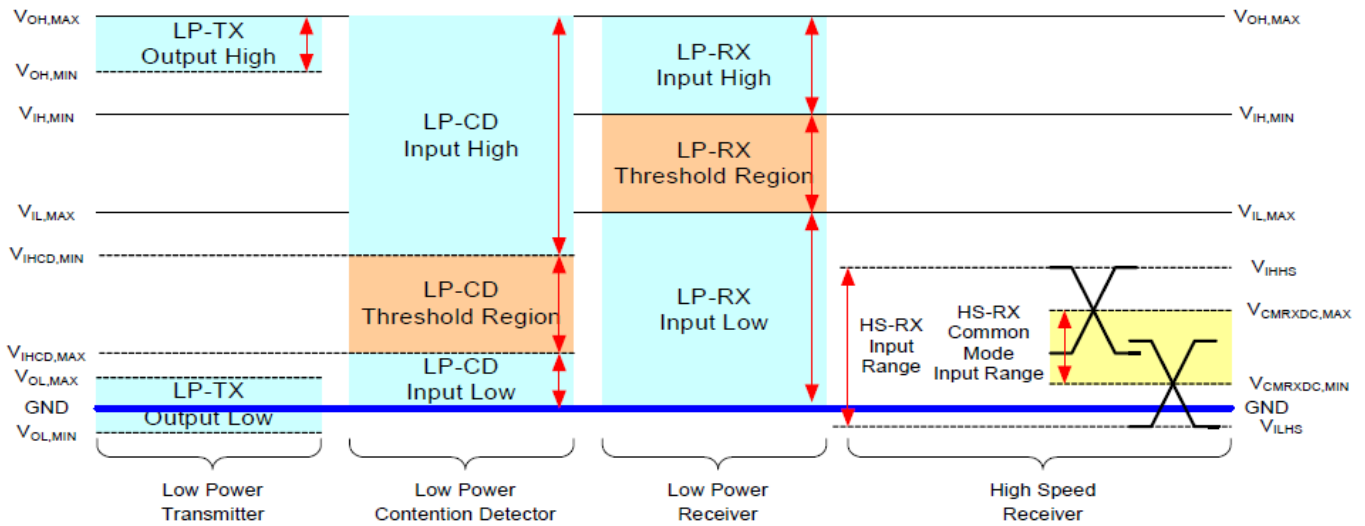 VOH,MAX
LP-TX
Output High
VOH,MIN
VIH,MIN
VIL,MAX
VIHCD,MIN
VIHCD,MAX
VOL,MAX
LP-TX
Output Low
GND
VOL,MIN
LP-CD
Input High
LP-CD
Threshold Region
LP-CD
Input Low
LP-RX
Input High
LP-RX
Threshold Region
LP-RX
Input Low
HS-RX
Input
Range
HS-RX
Common
Mode
Input Range
VOH,MAX
VIH,MIN
VIL,MAX
VIHHS
VCMRXDC,MAX
VCMRXDC,MIN
GND
VILHS
Low Power
Transmitter
Low Power
Contention Detector
Low Power
Receiver
High Speed
Receiver